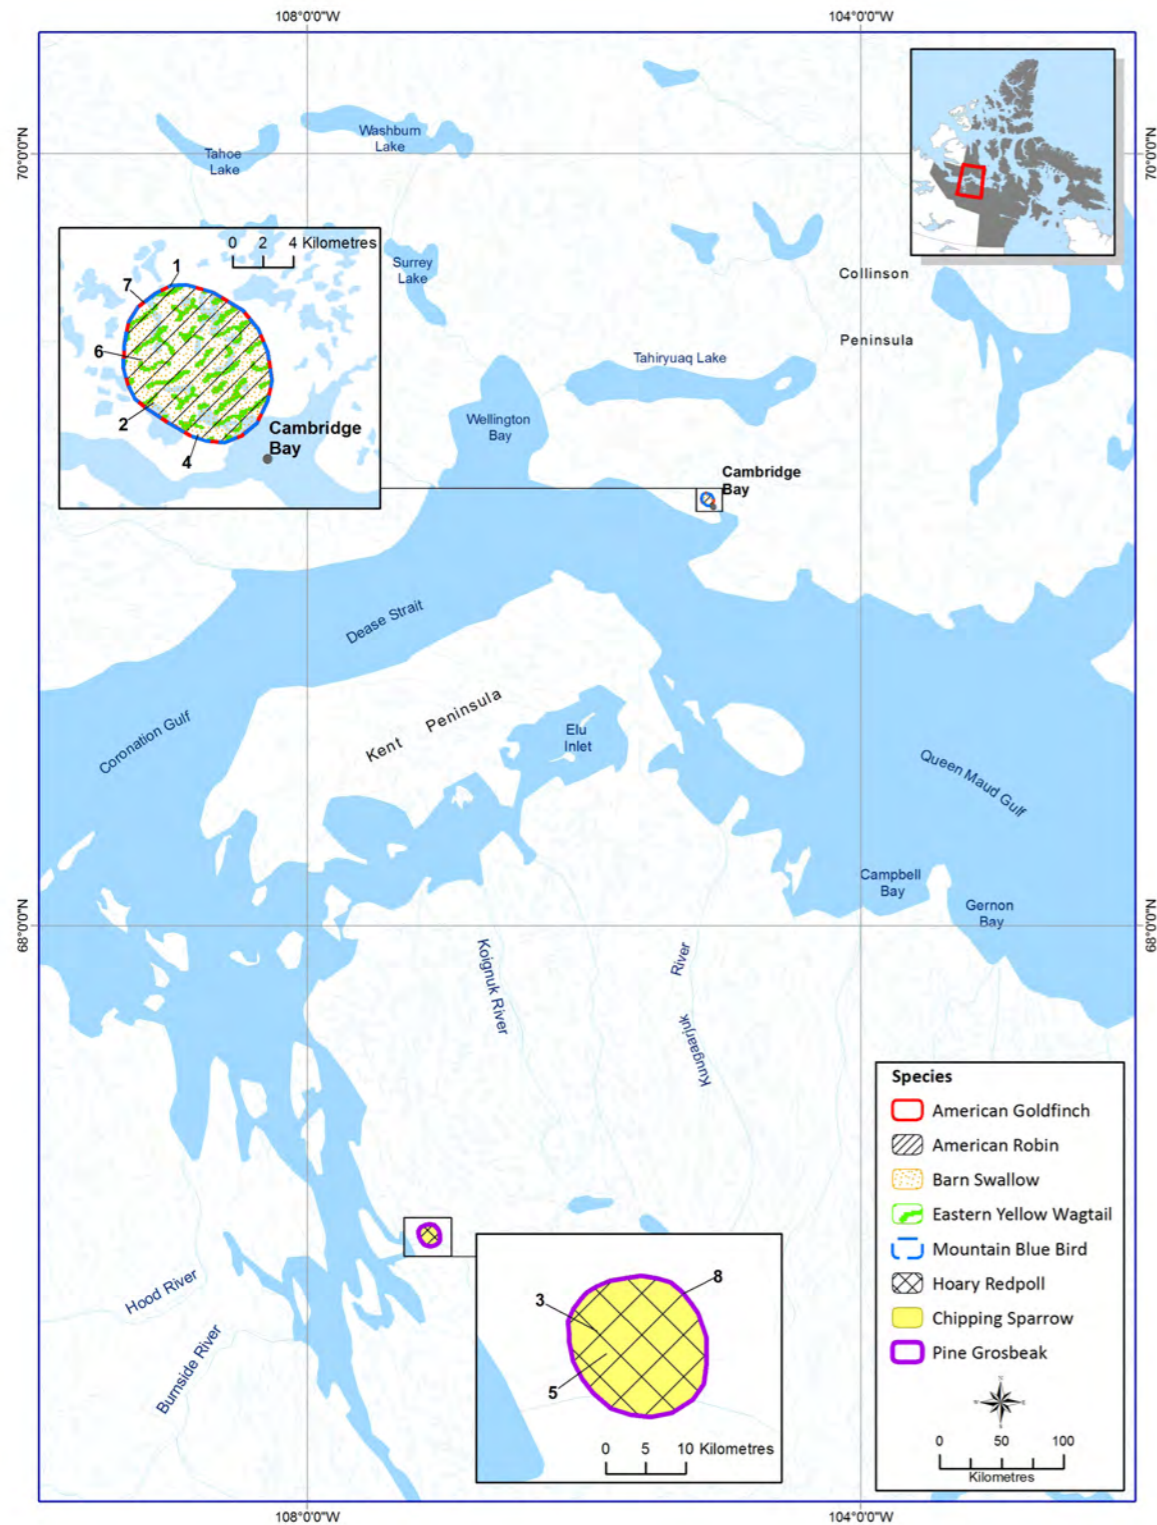 108°0'0"W
104°0'0"W
70°0'0"N
70°0'0"N
Washburn
Lake
Tahoe
Lake
0 2 4 Kilometres
Surrey
Lake
Collinson
Peninsula
1
7
6
2
4
Cambridge
Bay
Tahiryuaq Lake
Wellington
Bay
Cambridge
Bay
Dease Strait
Kent Peninsula
Coronation Gulf
Elu
Inlet
Queen Maud Gulf
Campbell
Bay
Gernon
Bay
68°0'0"N
68°0'0"N
Koignuk River
Kuugaarjuk River
Hood River
Burnside River
3
8
5
0 5 10 Kilometres
Species
American Goldfinch
American Robin
Barn Swallow
Eastern Yellow Wagtail
Mountain Blue Bird
Hoary Redpoll
Chipping Sparrow
Pine Grosbeak
N
W E
S
0 50 100
Kilometres
108°0'0"W
104°0'0"W